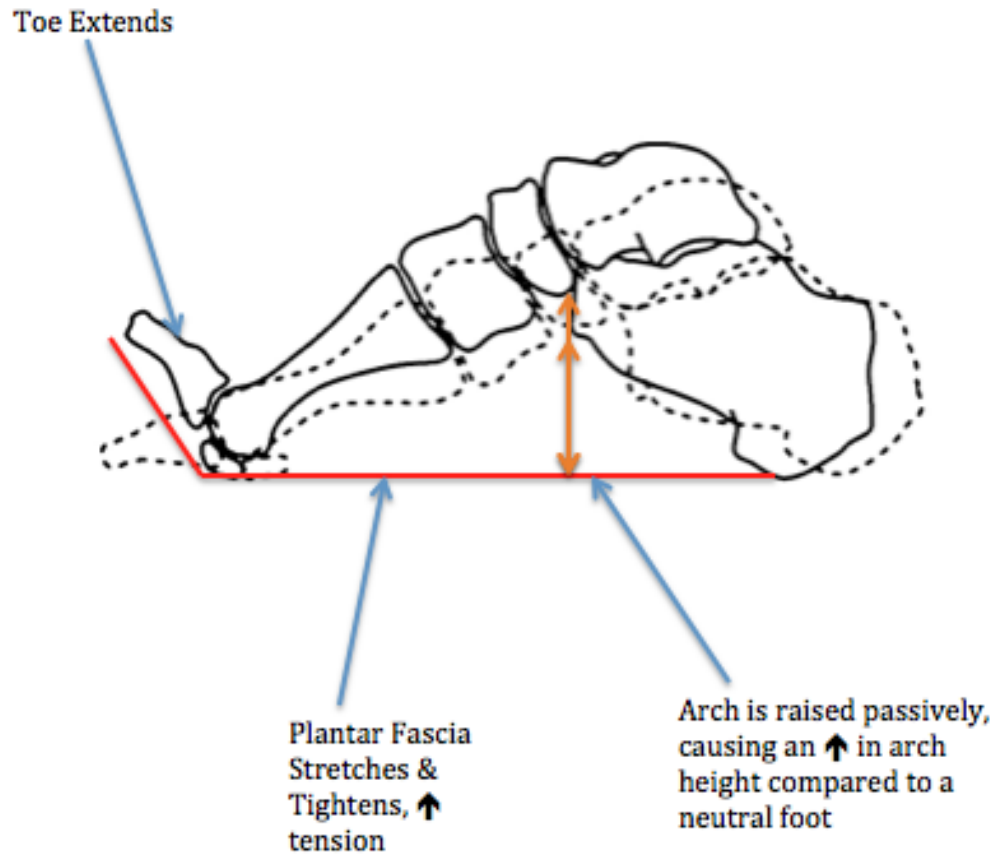 Toe Extends
Plantar Fascia
Stretches &
Tightens, ↑
tension
Arch is raised passively,
causing an ↑ in arch
height compared to a
neutral foot